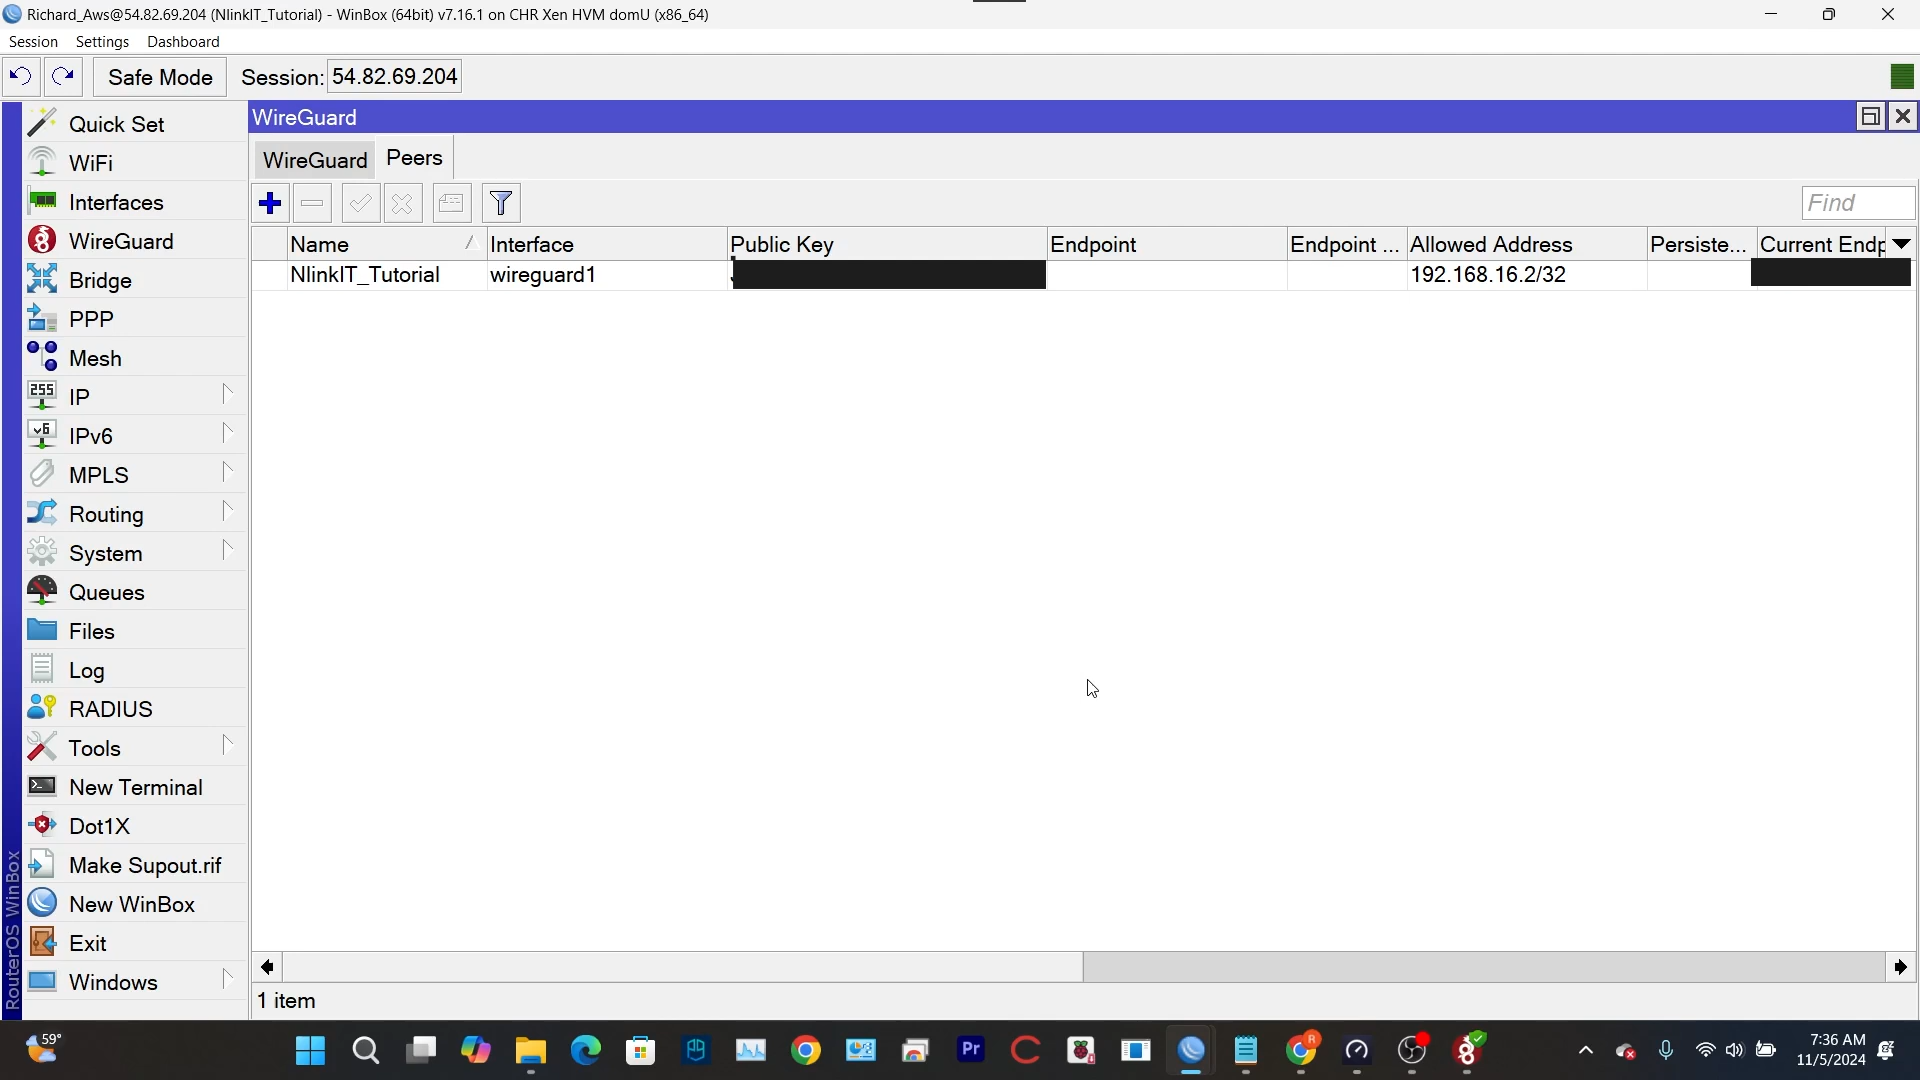 Richard_Aws@54.82.69.204 (NlinkIT_Tutorial) - WinBox (64bit) v7.16.1 on CHR Xen HVM domU (x86_64)
Session Settings Dashboard
Safe Mode Session: 54.82.69.204
Quick Set
WiFi
Interfaces
WireGuard
Bridge
PPP
Mesh
255 IP
v6 IPv6
MPLS
Routing
System
Queues
Files
Log
RADIUS
Tools
New Terminal
Dot1X
Make Supout.rif
New WinBox
Exit
Windows
RouterOS WinBox
WireGuard
WireGuard Peers
Find
Name Interface Public Key Endpoint Endpoint ... Allowed Address Persiste... Current Endp
NlinkIT_Tutorial wireguard1 192.168.16.2/32
1 item
59°
Pr
R
7:36 AM
11/5/2024